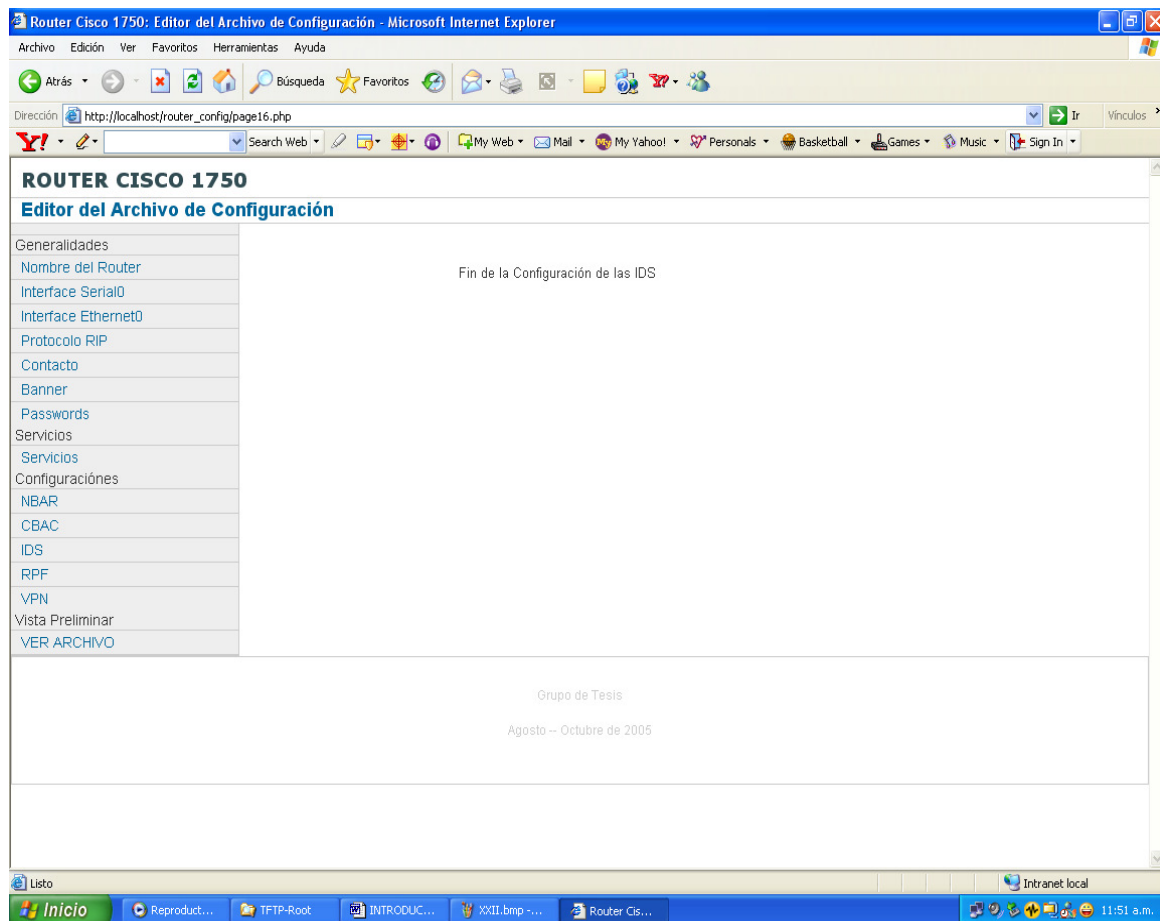 Router Cisco 1750: Editor del Archivo de Configuración - Microsoft Internet Explorer
Archivo Edición Ver Favoritos Herramientas Ayuda
Atrás Búsqueda Favoritos
Dirección http://localhost/router_config/page16.php Ir Vínculos
Y! Search Web My Web Mail My Yahoo! Personals Basketball Games Music Sign In
ROUTER CISCO 1750
Editor del Archivo de Configuración
Generalidades
Nombre del Router
Interface Serial0
Interface Ethernet0
Protocolo RIP
Contacto
Banner
Passwords
Servicios
Servicios
Configuraciónes
NBAR
CBAC
IDS
RPF
VPN
Vista Preliminar
VER ARCHIVO
Fin de la Configuración de las IDS
Grupo de Tesis
Agosto -- Octubre de 2005
Listo Intranet local
Inicio Reproduct... TFTP-Root INTRODUC... XXII.bmp -... Router Cis... 11:51 a.m.